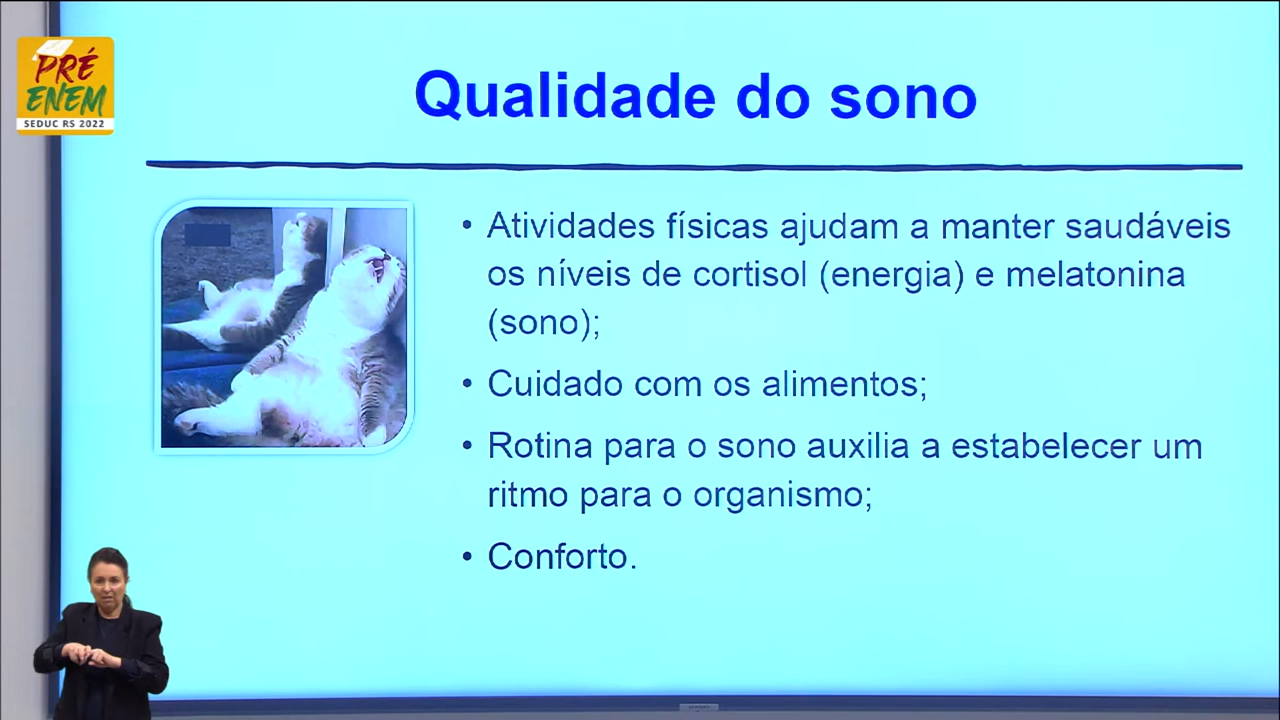 PRÉ
ENEM
SEDUC RS 2022
Qualidade do sono
• Atividades físicas ajudam a manter saudáveis
os níveis de cortisol (energia) e melatonina
(sono);
• Cuidado com os alimentos;
• Rotina para o sono auxilia a estabelecer um
ritmo para o organismo;
• Conforto.